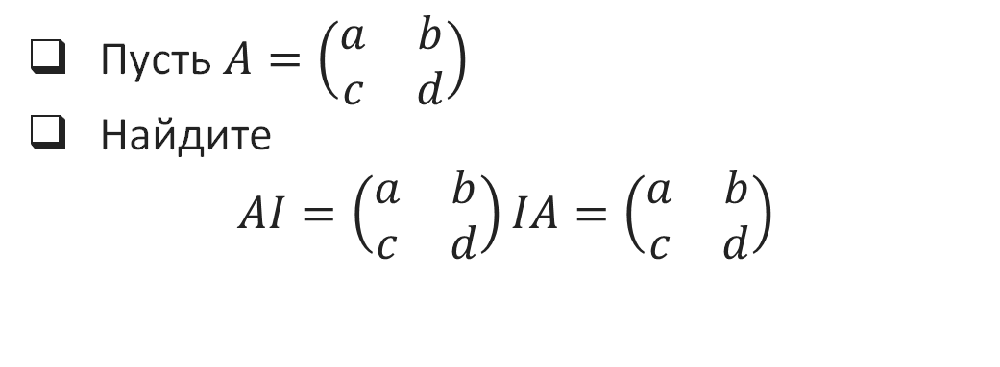 ❑ Пусть A = (a b
c d)
❑ Найдите
AI = (a b
c d) IA = (a b
c d)